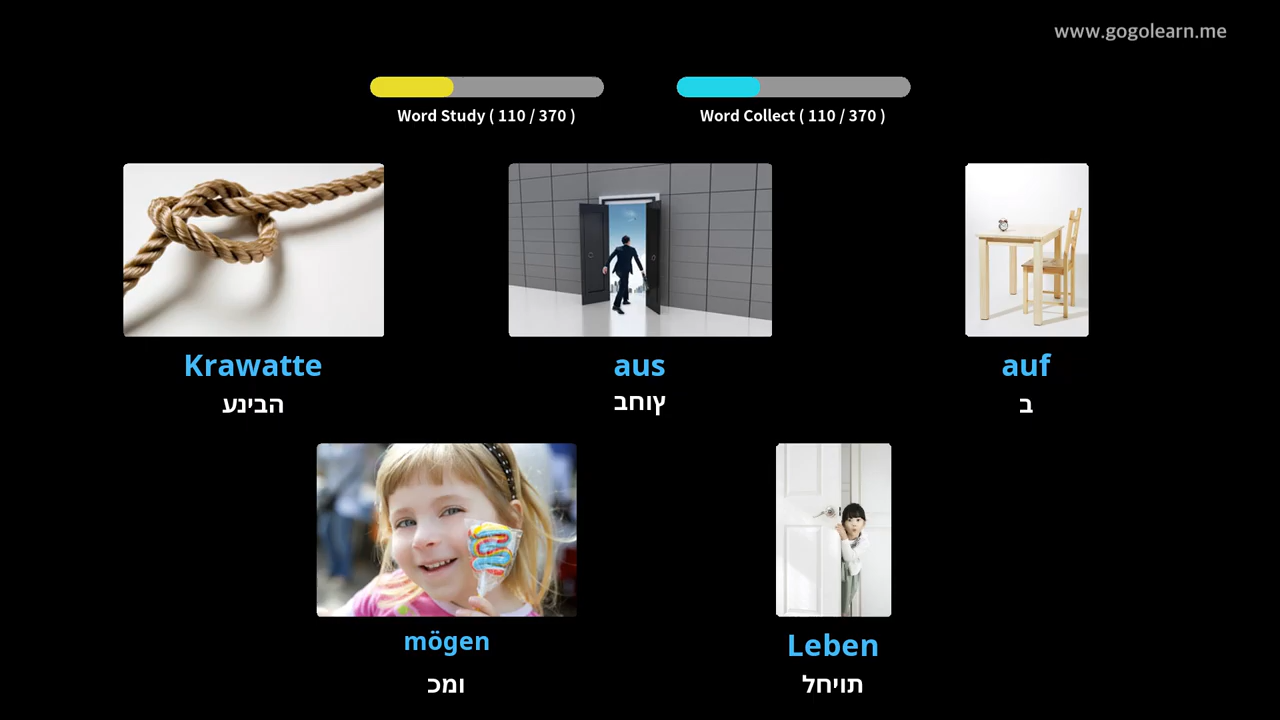 www.gogolearn.me
Word Study ( 110 / 370 )
Word Collect ( 110 / 370 )
Krawatte
הבינע
aus
ץוחב
auf
ב
mögen
ומכ
Leben
תויחל